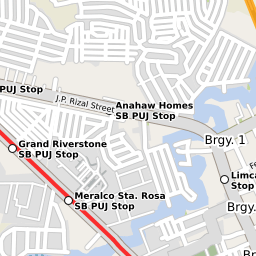 PUJ Stop
J.P. Rizal Street
Anahaw Homes
SB PUJ Stop
Brgy. 1
Grand Riverstone
SB PUJ Stop
Stop
Meralco Sta. Rosa
SB PUJ Stop
Brgy.